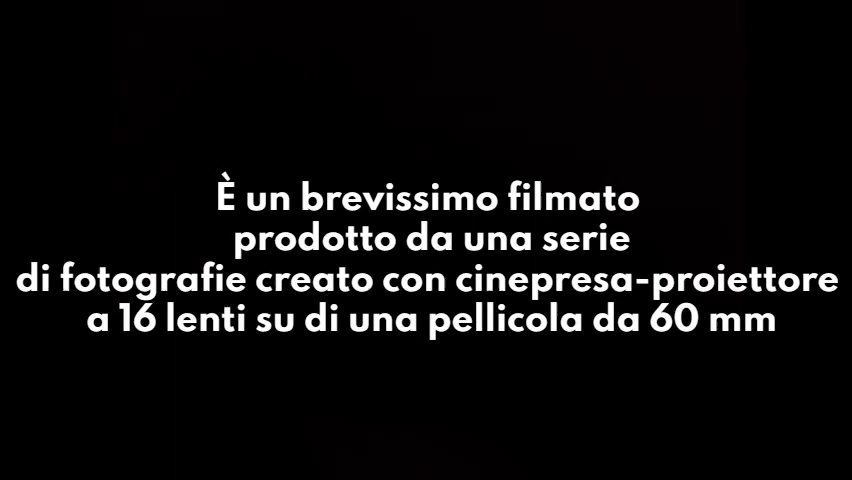 È un brevissimo filmato
prodotto da una serie
di fotografie creato con cinepresa-proiettore
a 16 lenti su di una pellicola da 60 mm